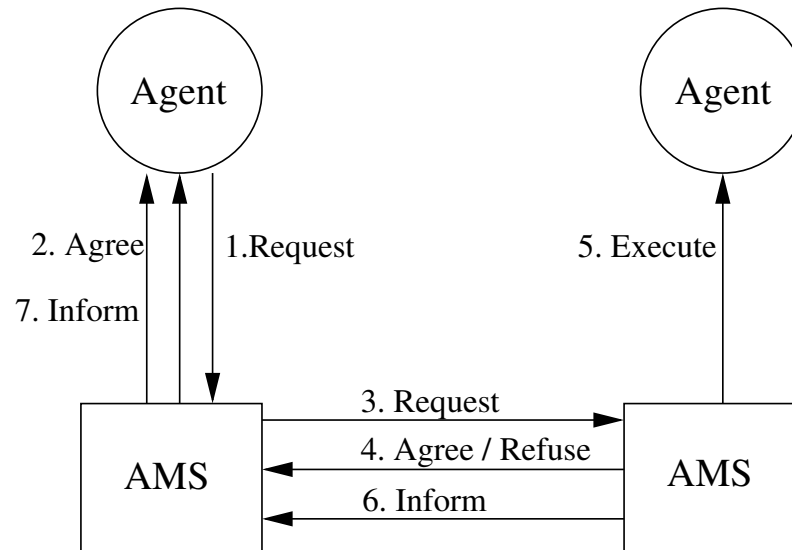 Agent
Agent
2. Agree
1.Request
5. Execute
7. Inform
3. Request
4. Agree / Refuse
AMS
AMS
6. Inform